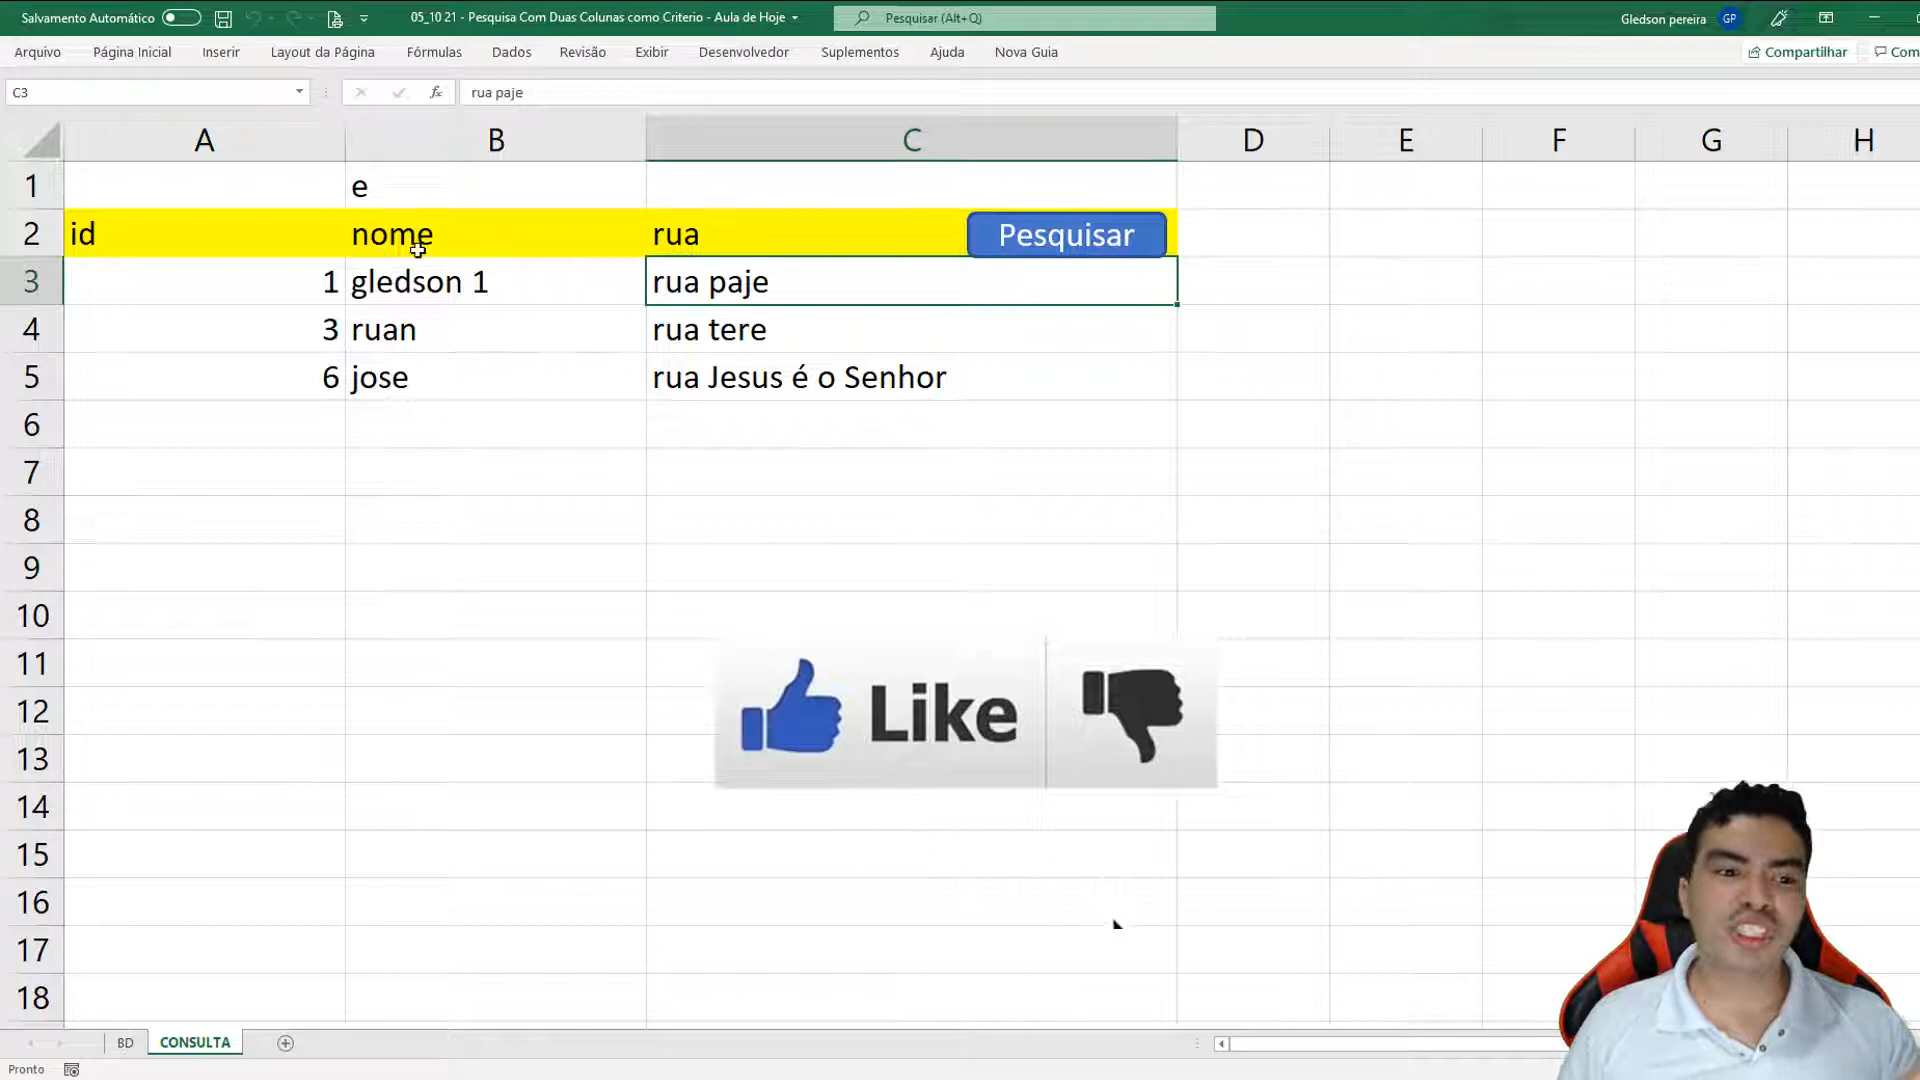 Salvamento Automático
05_10 21 - Pesquisa Com Duas Colunas como Criterio - Aula de Hoje
Pesquisar (Alt+Q)
Gledson pereira
GP
Arquivo
Página Inicial
Inserir
Layout da Página
Fórmulas
Dados
Revisão
Exibir
Desenvolvedor
Suplementos
Ajuda
Nova Guia
Compartilhar
Com
C3
fx
rua paje
A B C D E F G H
1 e
2 id nome rua Pesquisar
3 1 gledson 1 rua paje
4 3 ruan rua tere
5 6 jose rua Jesus é o Senhor
6
7
8
9
10
11
12
13
14
15
16
17
18
Like
BD
CONSULTA
Pronto